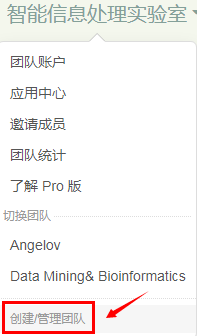 智能信息处理实验室
团队账户
应用中心
邀请成员
团队统计
了解 Pro 版
切换团队
Angelov
Data Mining& Bioinformatics
创建/管理团队